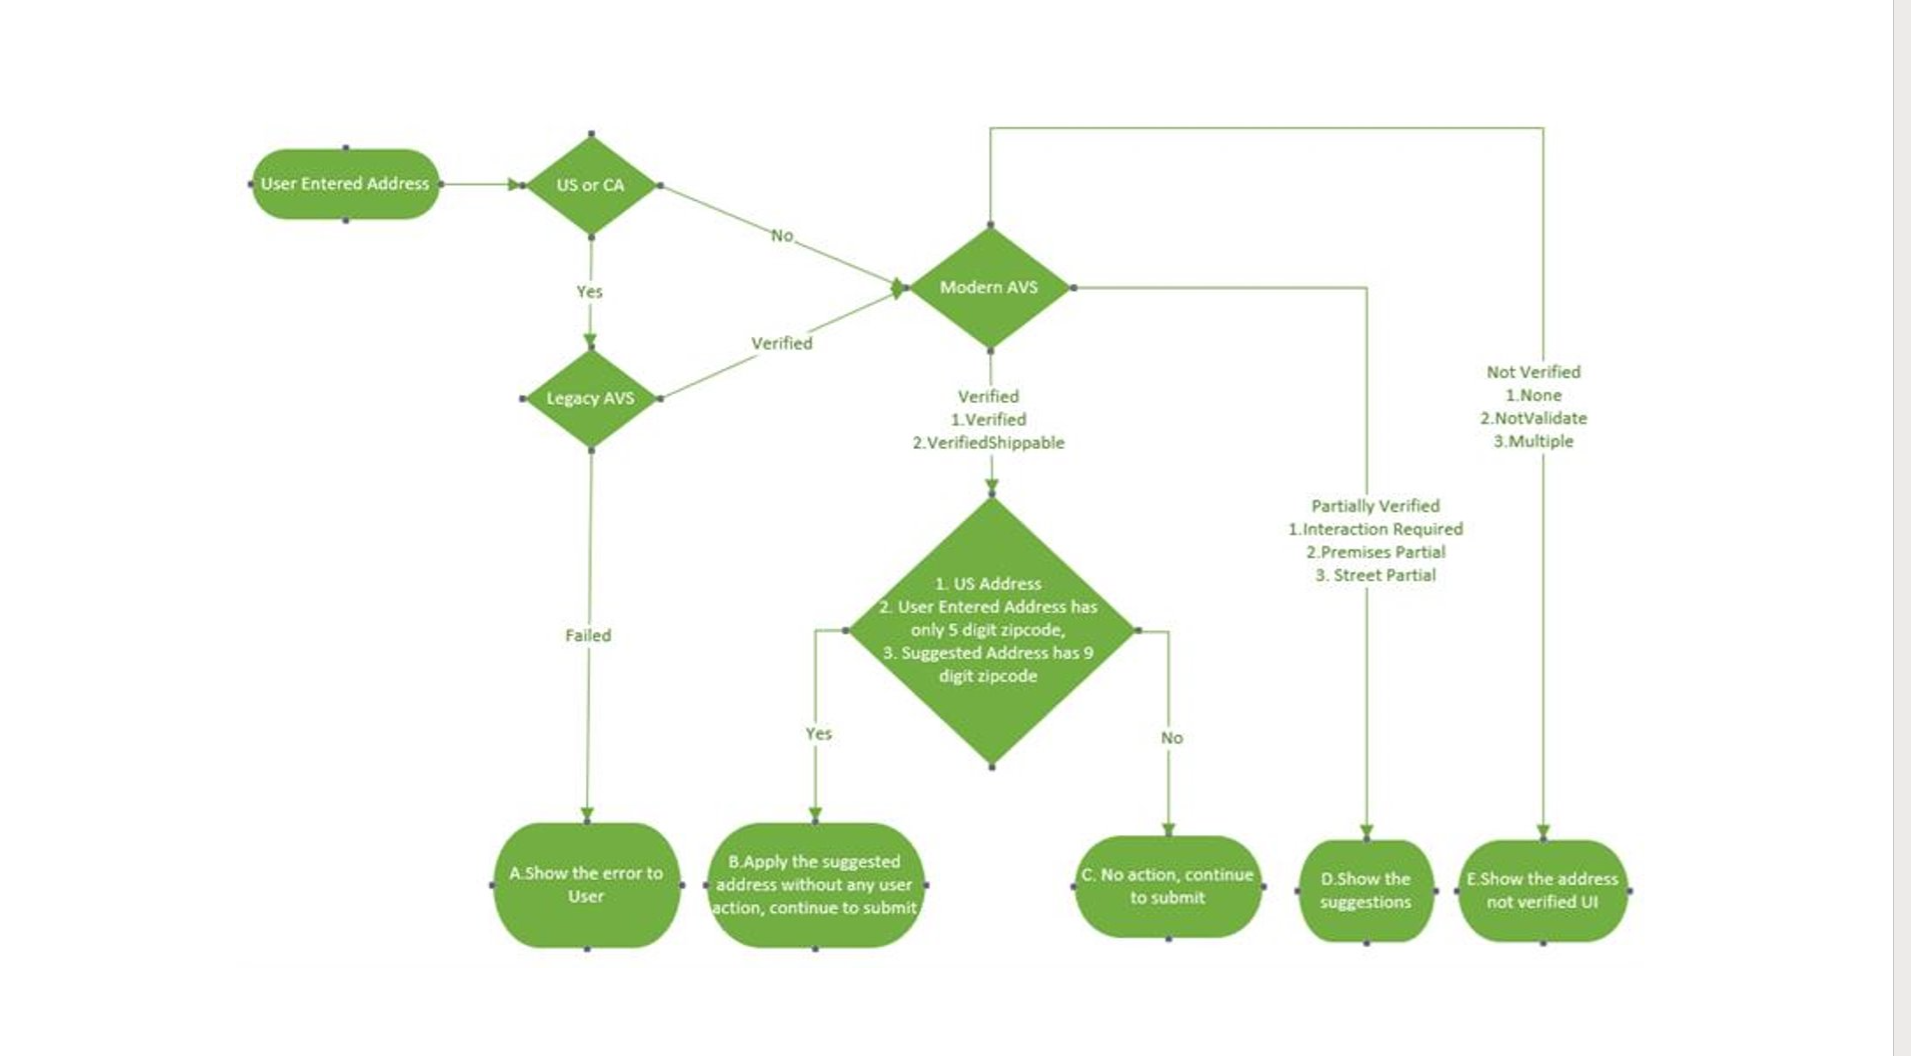 User Entered Address
US or CA
No
Yes
Modern AVS
Verified
Legacy AVS
Verified
1.Verified
2.VerifiedShippable
Not Verified
1.None
2.NotValidate
3.Multiple
Partially Verified
1.Interaction Required
2.Premises Partial
3. Street Partial
1. US Address
2. User Entered Address has
only 5 digit zipcode,
3. Suggested Address has 9
digit zipcode
Failed
Yes
No
A.Show the error to
User
B.Apply the suggested
address without any user
action, continue to submit
C. No action, continue
to submit
D.Show the
suggestions
E.Show the address
not verified UI